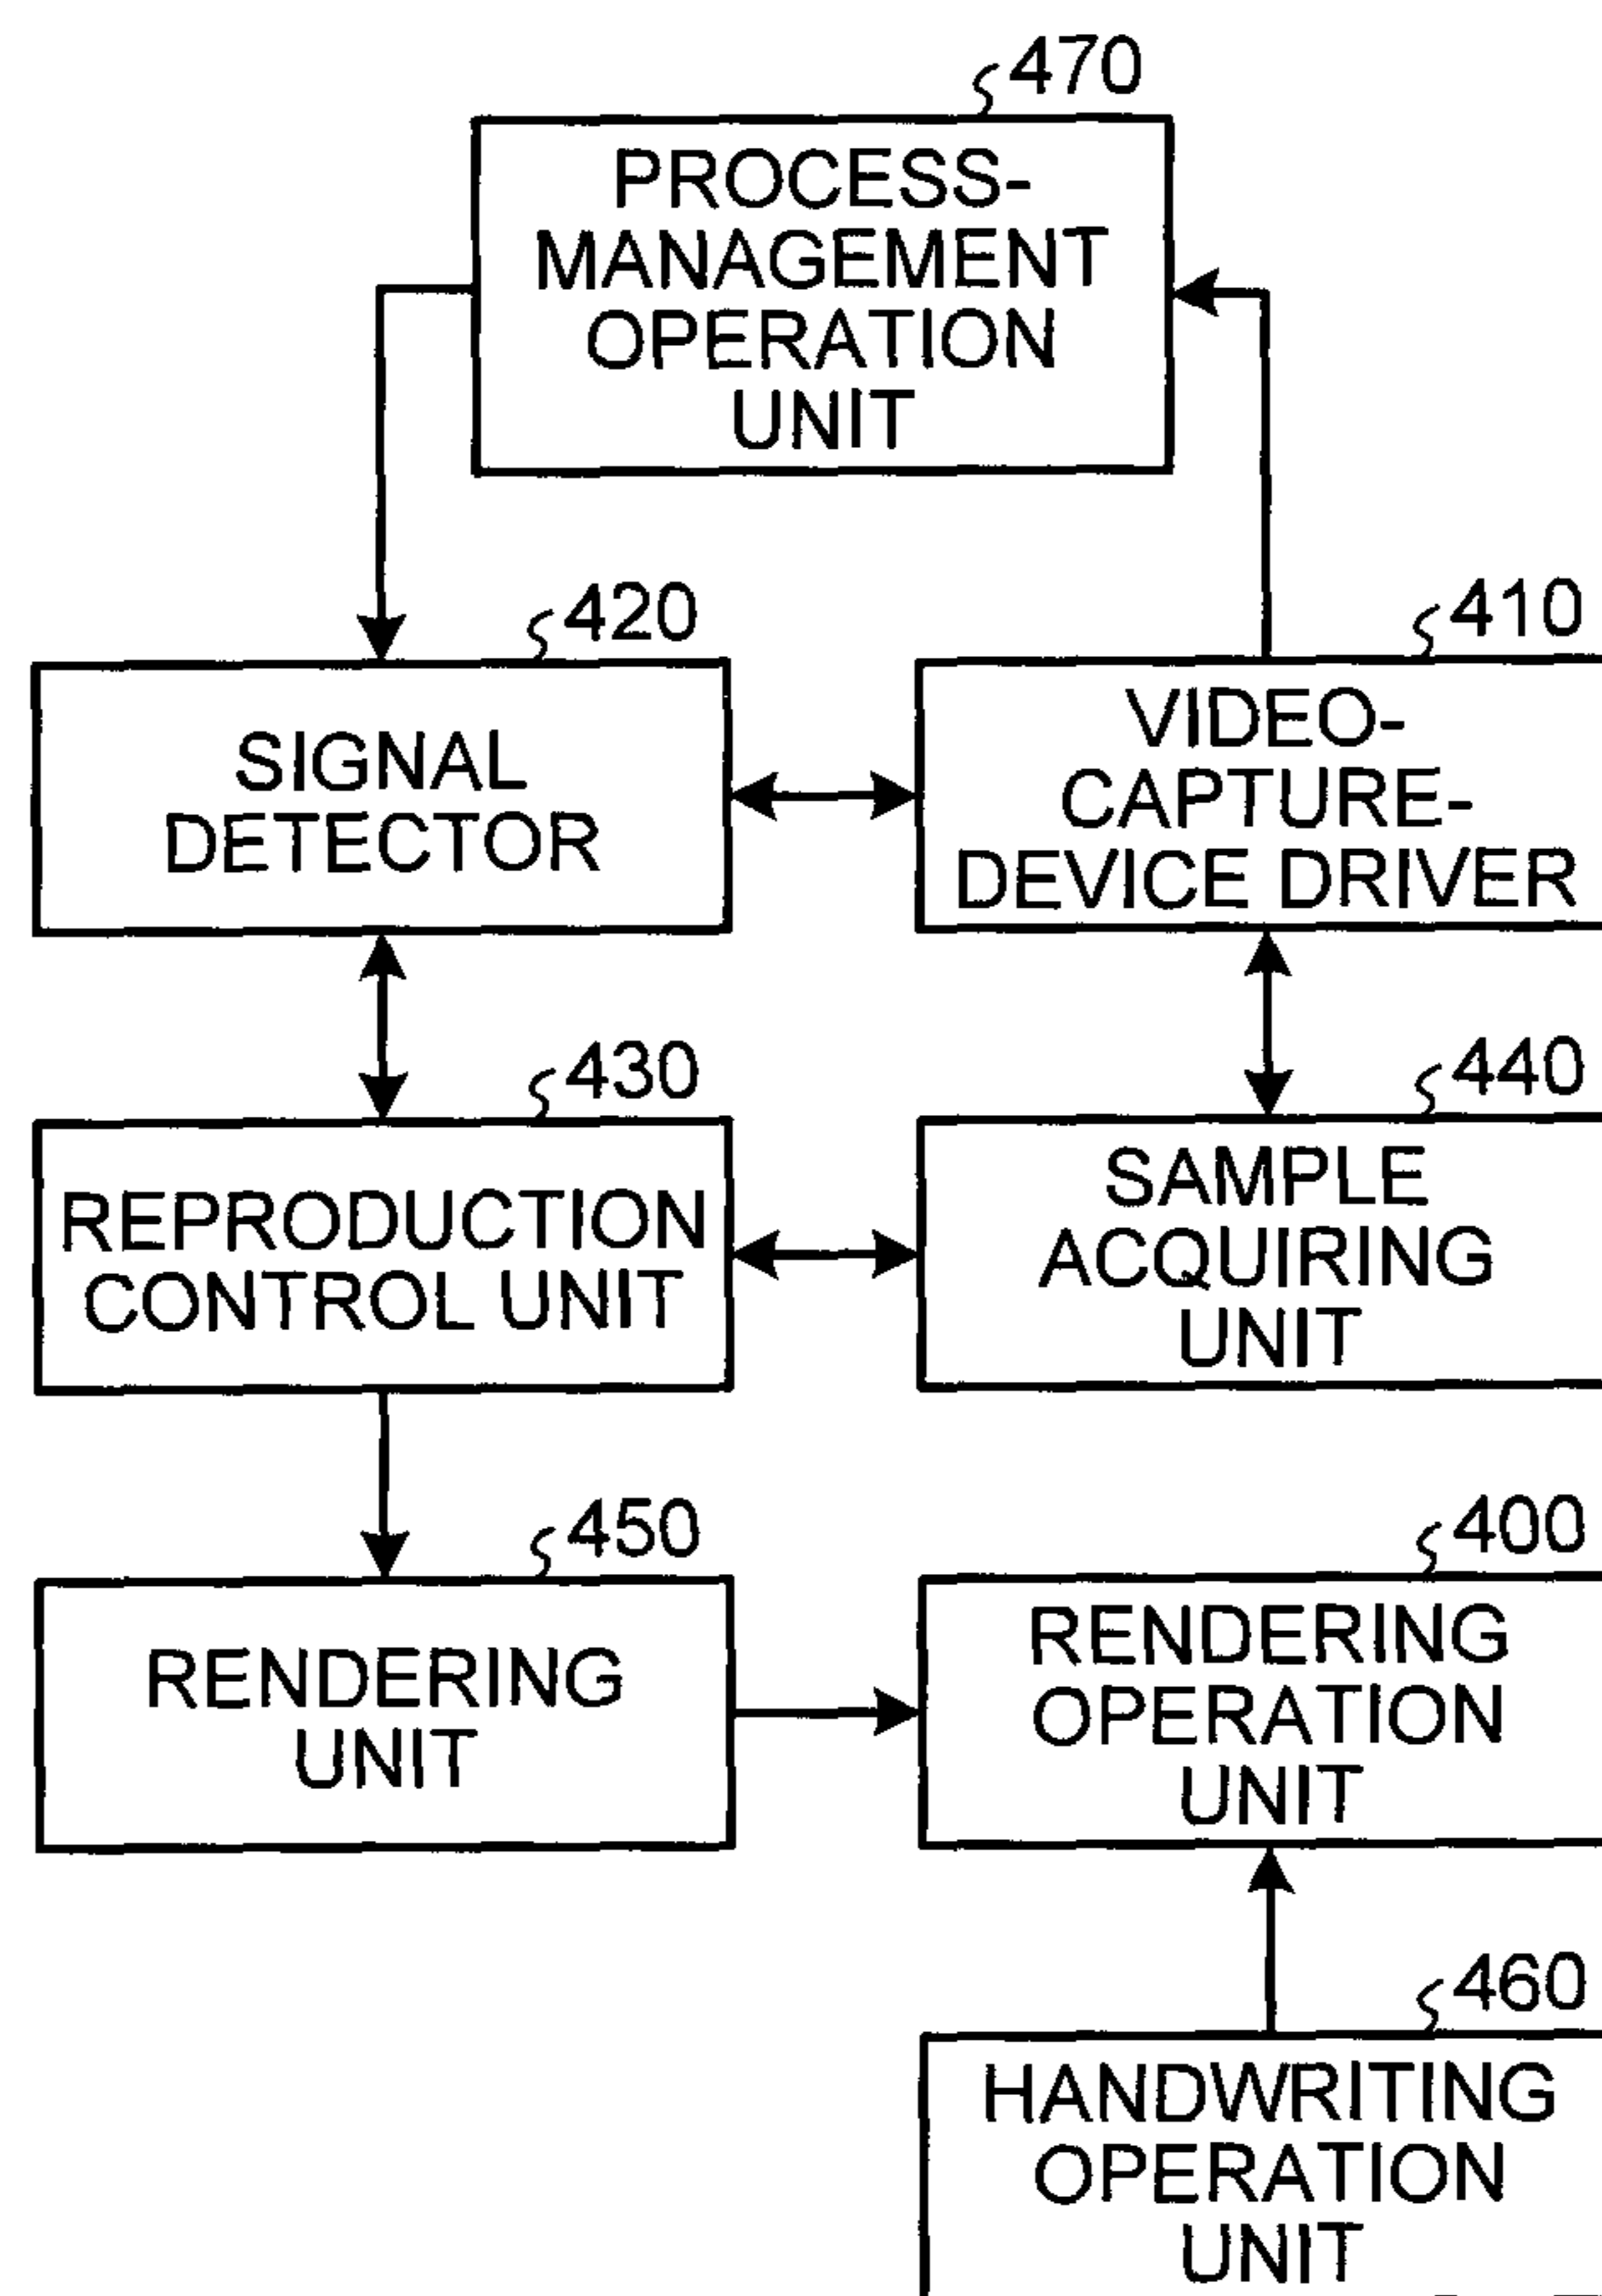 470
PROCESS-
MANAGEMENT
OPERATION
UNIT
420
SIGNAL
DETECTOR
410
VIDEO-
CAPTURE-
DEVICE DRIVER
430
REPRODUCTION
CONTROL UNIT
440
SAMPLE
ACQUIRING
UNIT
450
RENDERING
UNIT
400
RENDERING
OPERATION
UNIT
460
HANDWRITING
OPERATION
UNIT